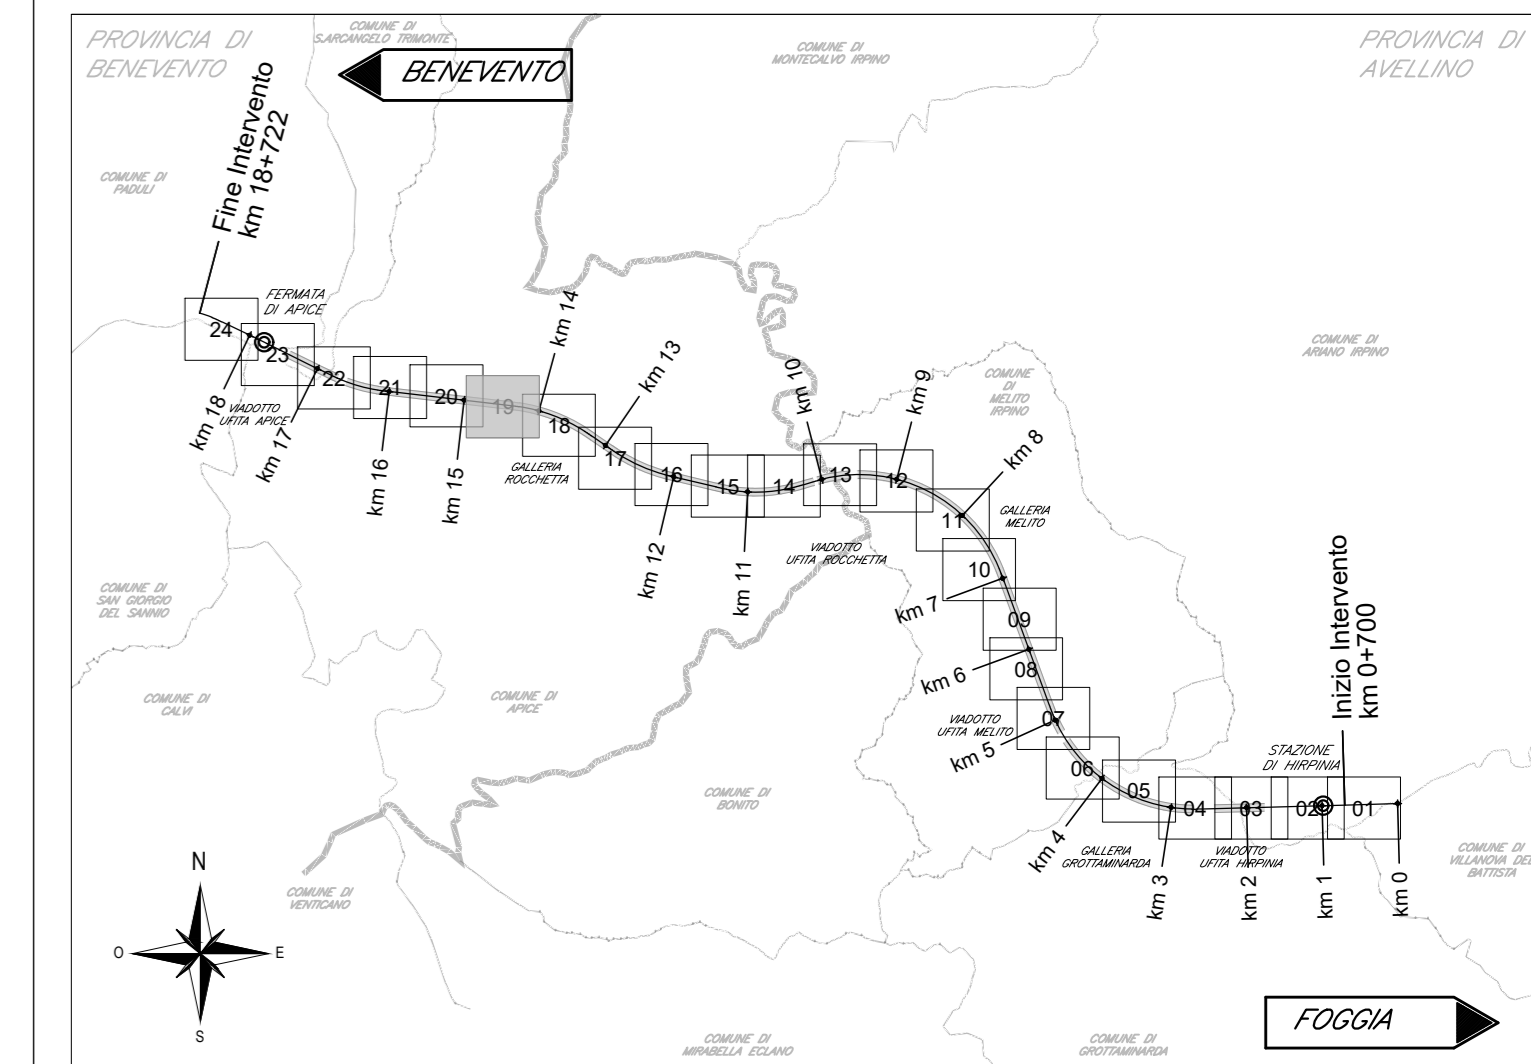 PROVINCIA DI
BENEVENTO
COMUNE DI
S.ARCANGELO TRIMONTE
BENEVENTO
COMUNE DI
MONTECALVO IRPINO
PROVINCIA DI
AVELLINO
COMUNE DI
PADULI
Fine Intervento
km 18+722
FERMATA
DI APICE
24
23
22
21
20
19
18
17
16
15
14
13
12
11
10
09
08
07
06
05
04
03
02
01
km 18
VIADOTTO
UFITA APICE
km 17
km 16
km 15
km 14
km 13
GALLERIA
ROCCHETTA
km 12
km 11
km 10
km 9
km 8
COMUNE
DI
MELITO
IRPINO
COMUNE DI
ARIANO IRPINO
GALLERIA
MELITO
VIADOTTO
UFITA ROCCHETTA
km 7
km 6
VIADOTTO
UFITA MELITO
km 5
km 4
Inizio Intervento
km 0+700
STAZIONE
DI HIRPINIA
GALLERIA
GROTTAMINARDA
VIADOTTO
UFITA HIRPINIA
km 3
km 2
km 1
km 0
COMUNE DI
SAN GIORGIO
DEL SANNIO
COMUNE DI
CALVI
COMUNE DI
APICE
COMUNE DI
BONITO
COMUNE DI
VILLANOVA DEL
BATTISTA
COMUNE DI
VENTICANO
N
O
E
S
FOGGIA
COMUNE DI
MIRABELLA ECLANO
COMUNE DI
GROTTAMINARDA